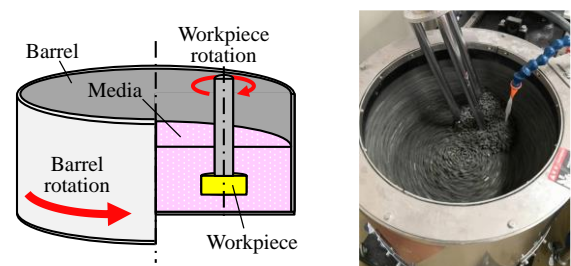 Workpiece
rotation
Barrel
Media
Barrel
rotation
Workpiece